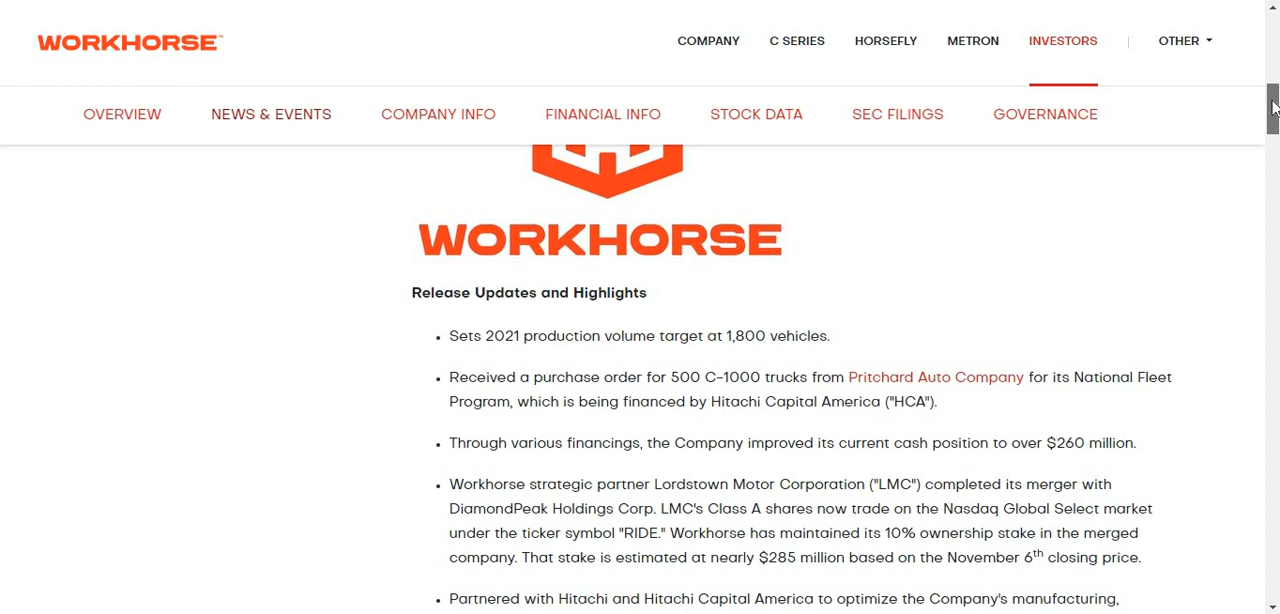 WORKHORSE™
COMPANY C SERIES HORSEFLY METRON INVESTORS OTHER
OVERVIEW NEWS & EVENTS COMPANY INFO FINANCIAL INFO STOCK DATA SEC FILINGS GOVERNANCE
WORKHORSE
Release Updates and Highlights
• Sets 2021 production volume target at 1,800 vehicles.
• Received a purchase order for 500 C-1000 trucks from Pritchard Auto Company for its National Fleet
Program, which is being financed by Hitachi Capital America ("HCA").
• Through various financings, the Company improved its current cash position to over $260 million.
• Workhorse strategic partner Lordstown Motor Corporation ("LMC") completed its merger with
DiamondPeak Holdings Corp. LMC's Class A shares now trade on the Nasdaq Global Select market
under the ticker symbol "RIDE." Workhorse has maintained its 10% ownership stake in the merged
company. That stake is estimated at nearly $285 million based on the November 6th closing price.
• Partnered with Hitachi and Hitachi Capital America to optimize the Company's manufacturing,